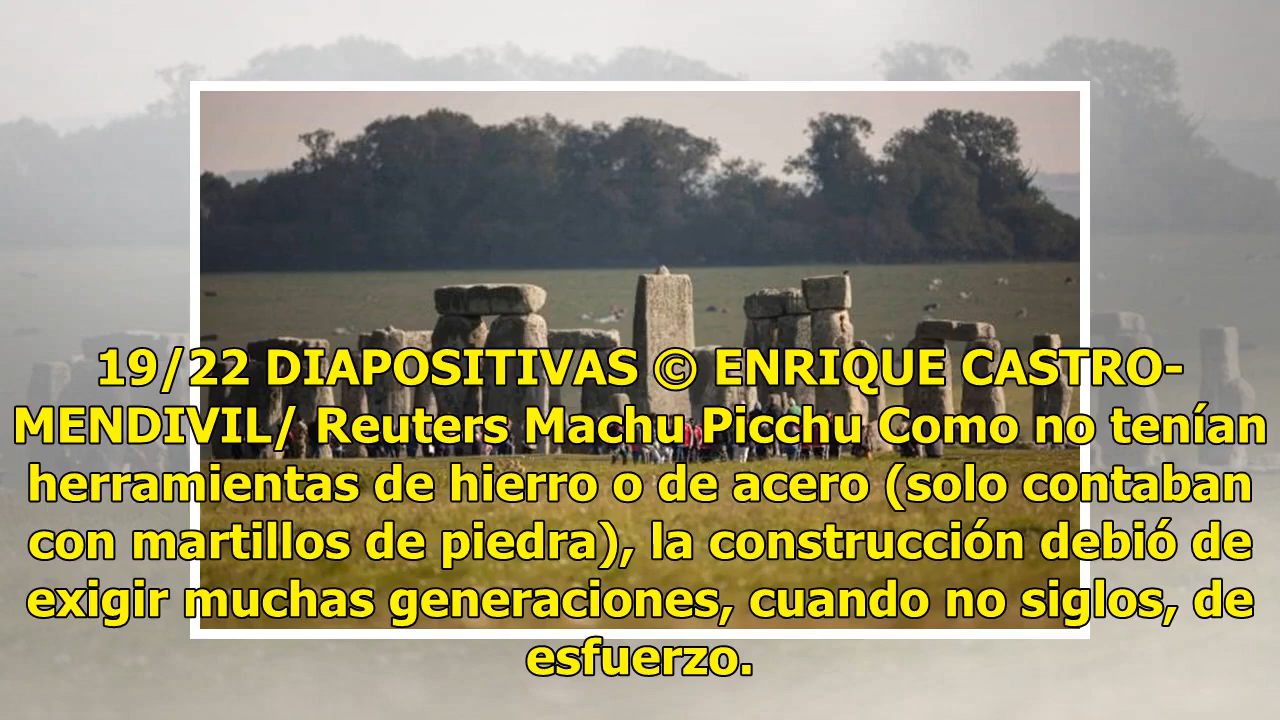 19/22 DIAPOSITIVAS © ENRIQUE CASTRO-
MENDIVIL/ Reuters Machu Picchu Como no tenían
herramientas de hierro o de acero (solo contaban
con martillos de piedra), la construcción debió de
exigir muchas generaciones, cuando no siglos, de
esfuerzo.